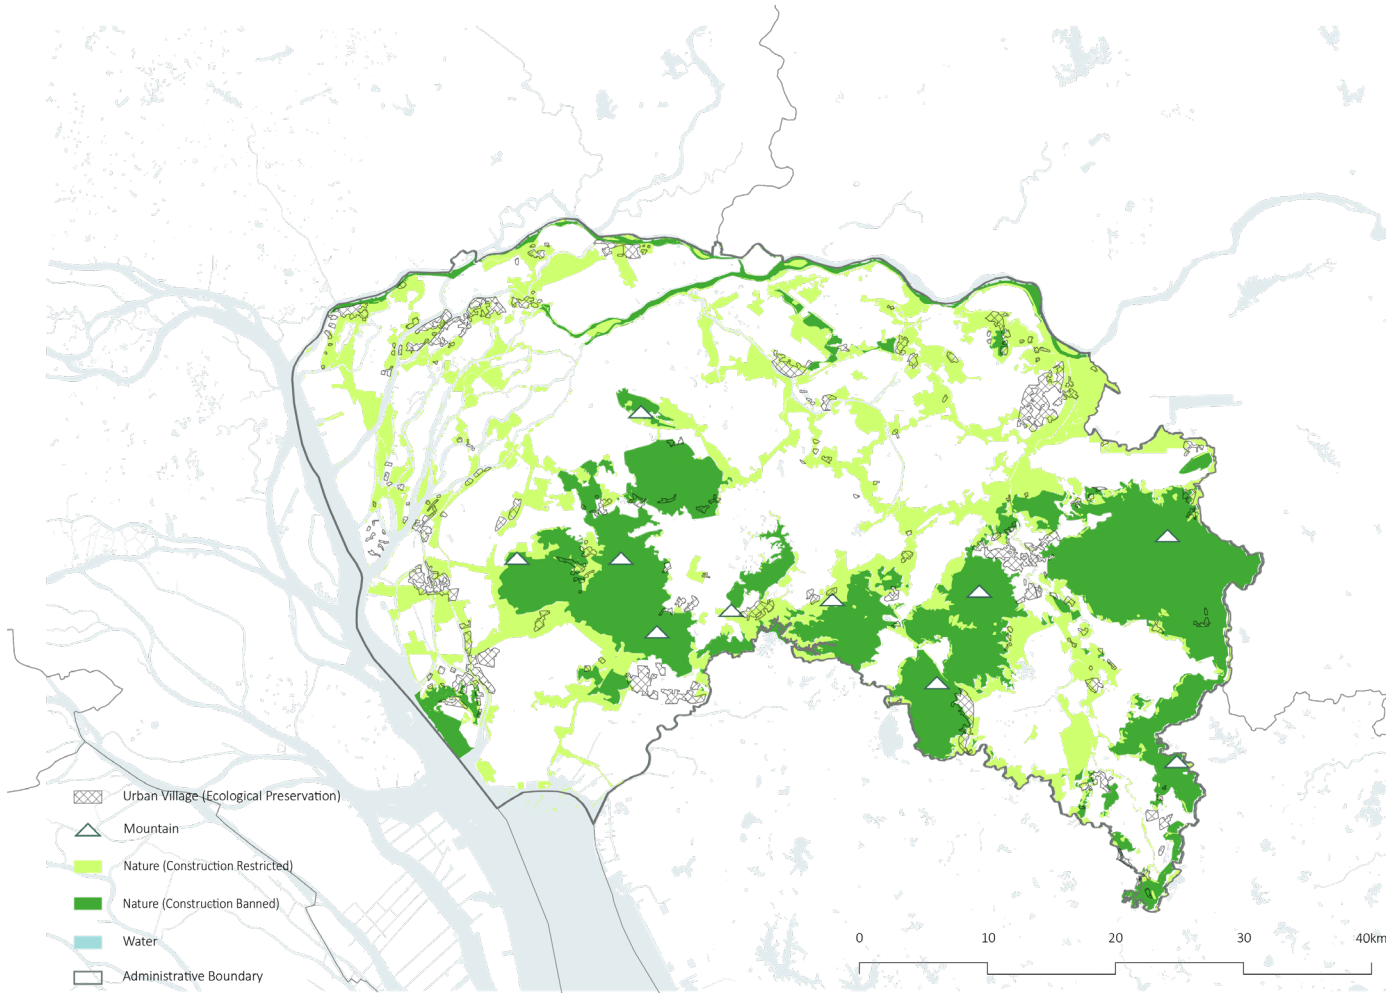 Urban Village (Ecological Preservation)
Mountain
Nature (Construction Restricted)
Nature (Construction Banned)
Water
Administrative Boundary
0 10 20 30 40km